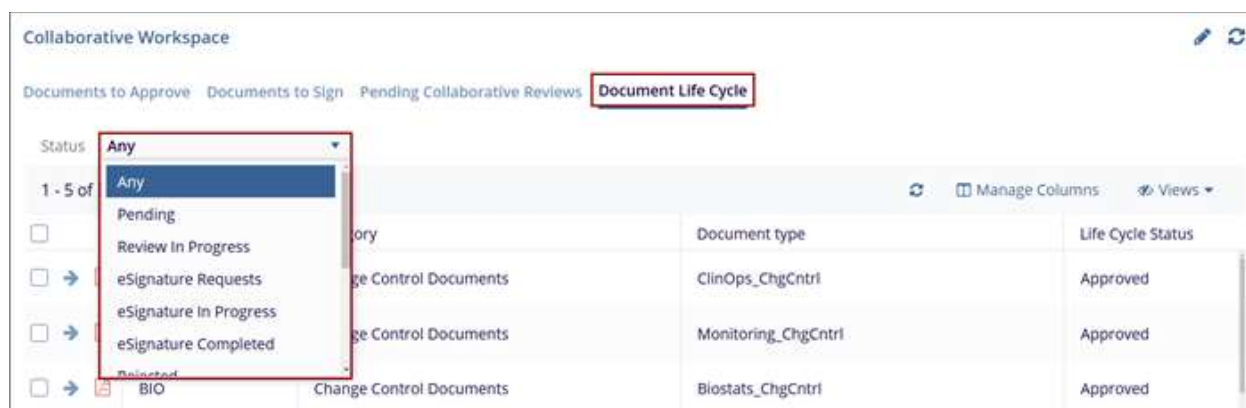 Collaborative Workspace
Documents to Approve Documents to Sign Pending Collaborative Reviews Document Life Cycle
Status Any
1 - 5 of Manage Columns Views
Any
Pending
Review In Progress
eSignature Requests
eSignature In Progress
eSignature Completed
Rejected
ory Document type Life Cycle Status
ge Control Documents ClinOps_ChgCntrl Approved
ge Control Documents Monitoring_ChgCntrl Approved
BIO Change Control Documents Biostats_ChgCntrl Approved